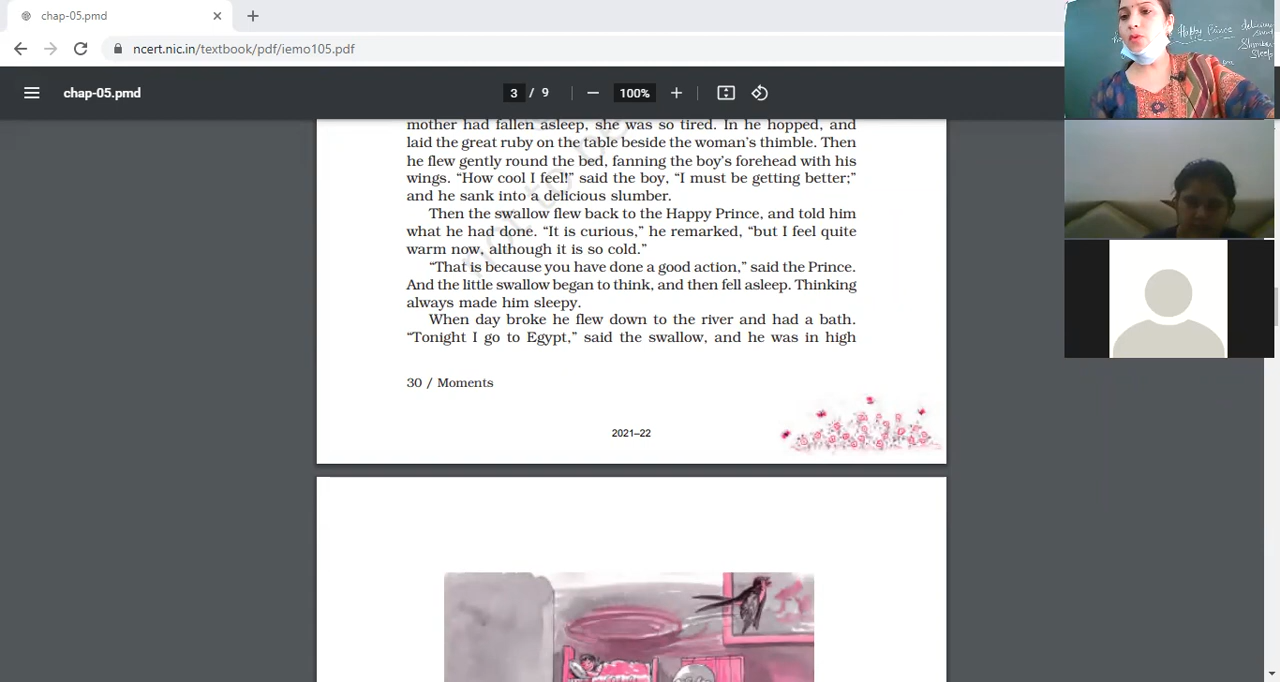 chap-05.pmd
ncert.nic.in/textbook/pdf/iemo105.pdf
chap-05.pmd
3 / 9
100%
mother had fallen asleep, she was so tired. In he hopped, and
laid the great ruby on the table beside the woman's thimble. Then
he flew gently round the bed, fanning the boy's forehead with his
wings. “How cool I feel!” said the boy, “I must be getting better;”
and he sank into a delicious slumber.
Then the swallow flew back to the Happy Prince, and told him
what he had done. “It is curious,” he remarked, “but I feel quite
warm now, although it is so cold.”
“That is because you have done a good action,” said the Prince.
And the little swallow began to think, and then fell asleep. Thinking
always made him sleepy.
When day broke he flew down to the river and had a bath.
“Tonight I go to Egypt,” said the swallow, and he was in high
30 / Moments
2021–22
not to be
Happy Prince
Slumber
Sleep